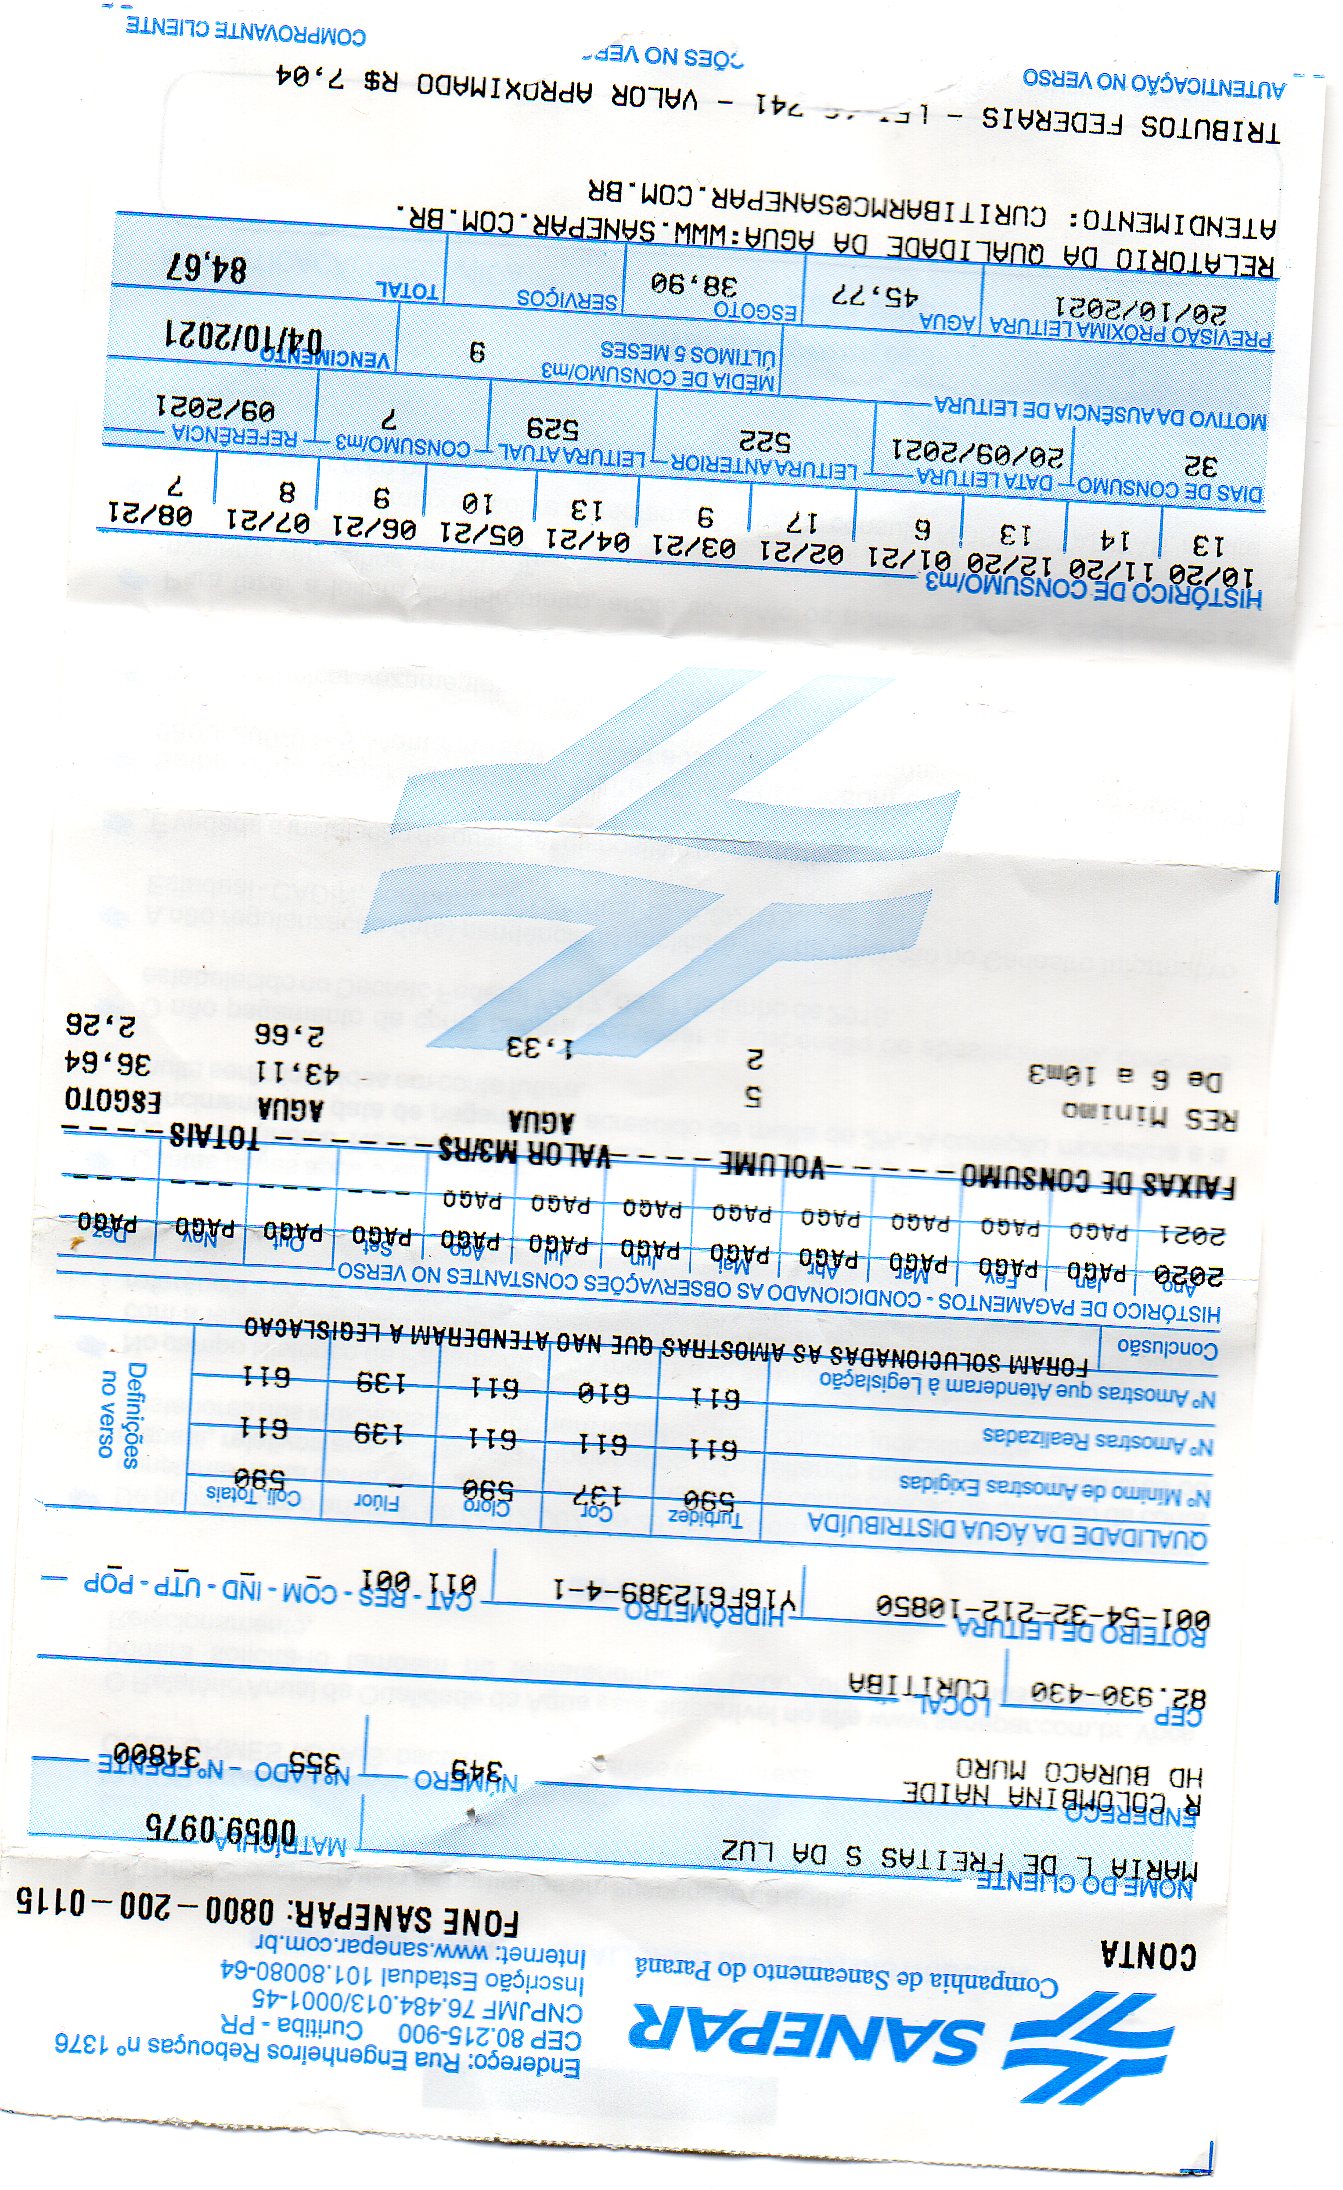 Endereço: Rua Engenheiros Rebouças nº 1376
CEP 80.215-900 Curitiba - PR
CNPJMF 76.484.013/0001-45
Inscrição Estadual 101.80080-64
Internet: www.sanepar.com.br
SANEPAR
Companhia de Saneamento do Paraná
CONTA FONE SANEPAR: 0800-200-0115
NOME DO CLIENTE MATRÍCULA
MARIA L DE FREITAS S DA LUZ 0059.0975
ENDEREÇO NÚMERO NºLADO - Nº FRENTE
R COLOMBINA NAIDE 349 355 34800
HD BURACO MURO
CEP LOCAL
82.930-430 CURITIBA
ROTEIRO DE LEITURA HIDRÔMETRO CAT - RES - COM - IND - UTP - POP
001-54-32-212-10850 Y16F612389-4-1 011 001 - - - -
QUALIDADE DA ÁGUA DISTRIBUÍDA Turbidez Cor Cloro Flúor Coli. Totais
Nº Mínimo de Amostras Exigidas 590 137 590 - 590
Nº Amostras Realizadas 611 611 611 139 611
Nº Amostras que Atenderam à Legislação 611 610 611 139 611
Definições no verso
Conclusão FORAM SOLUCIONADAS AS AMOSTRAS QUE NAO ATENDERAM A LEGISLACAO
HISTÓRICO DE PAGAMENTOS - CONDICIONADO AS OBSERVAÇÕES CONSTANTES NO VERSO
Ano Jan Fev Mar Abr Mai Jun Jul Ago Set Out Nov Dez
2020 PAGO PAGO PAGO PAGO PAGO PAGO PAGO PAGO PAGO PAGO PAGO PAGO
2021 PAGO PAGO PAGO PAGO PAGO PAGO PAGO PAGO --- --- --- ---
FAIXAS DE CONSUMO - - - - - - VOLUME - - - - - VALOR M3/R$ - - - - - - - - TOTAIS - - - - -
AGUA AGUA ESGOTO
RES Minimo 5 43,11 36,64
De 6 a 10m3 2 1,33 2,66 2,26
HISTÓRICO DE CONSUMO/m3
10/20 11/20 12/20 01/21 02/21 03/21 04/21 05/21 06/21 07/21 08/21
13 14 13 6 17 9 13 10 9 8 7
DIAS DE CONSUMO DATA LEITURA LEITURA ANTERIOR LEITURA ATUAL CONSUMO/m3 REFERÊNCIA
32 20/09/2021 522 529 7 09/2021
MOTIVO DA AUSÊNCIA DE LEITURA MÉDIA DE CONSUMO/m3 ÚLTIMOS 5 MESES 9 VENCIMENTO 04/10/2021
PREVISÃO PRÓXIMA LEITURA ÁGUA ESGOTO SERVIÇOS TOTAL
20/10/2021 45,77 38,90 84,67
RELATORIO DA QUALIDADE DA AGUA:WWW.SANEPAR.COM.BR.
ATENDIMENTO: CURITIBARMC@SANEPAR.COM.BR
TRIBUTOS FEDERAIS - 741 - VALOR APROXIMADO R$ 7,04
AUTENTICAÇÃO NO VERSO ÇÕES NO VER COMPROVANTE CLIENTE